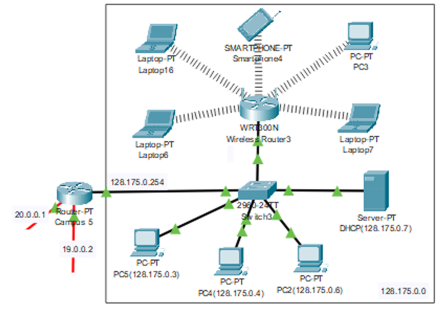 SMARTPHONE-PT
Smartphone4
Laptop-PT
Laptop16
PC-PT
PC3
WRT300N
Wireless Router3
Laptop-PT
Laptop6
Laptop-PT
Laptop7
128.175.0.254
2960-24TT
Switch3
Router-PT
Campus 5
20.0.0.1
19.0.0.2
Server-PT
DHCP(128.175.0.7)
PC-PT
PC5(128.175.0.3)
PC-PT
PC4(128.175.0.4)
PC-PT
PC2(128.175.0.6)
128.175.0.0